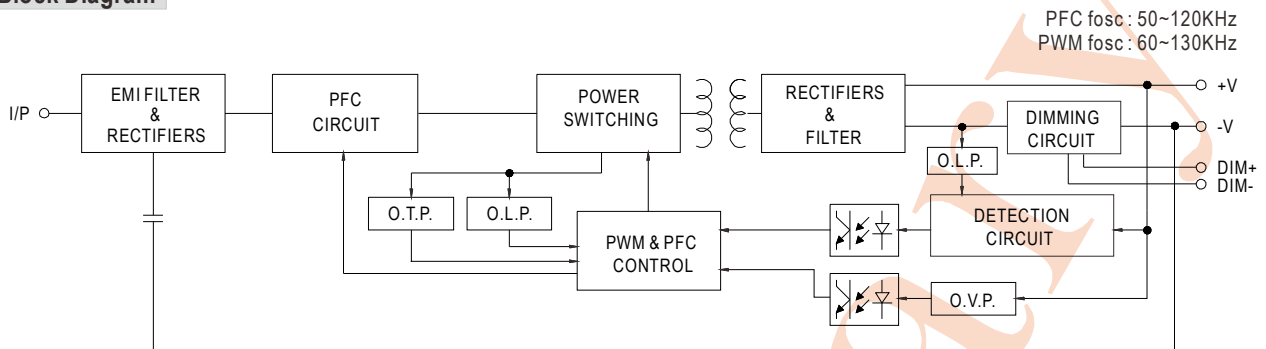 Block Diagram
PFC fosc : 50~120KHz
PWM fosc : 60~130KHz
I/P
EMI FILTER
&
RECTIFIERS
PFC
CIRCUIT
POWER
SWITCHING
RECTIFIERS
&
FILTER
DIMMING
CIRCUIT
+V
-V
DIM+
DIM-
O.L.P.
O.T.P.
O.L.P.
PWM & PFC
CONTROL
DETECTION
CIRCUIT
O.V.P.